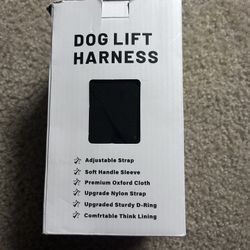 DOG LIFT
HARNESS
Adjustable Strap
Soft Handle Sleeve
Premium Oxford Cloth
Upgrade Nylon Strap
Upgraded Sturdy D-Ring
Comfrtable Think Lining